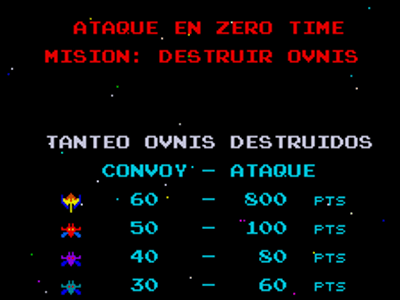 ATAQUE EN ZERO TIME
MISION: DESTRUIR OVNIS
TANTEO OVNIS DESTRUIDOS
CONVOY - ATAQUE
60 - 800 PTS
50 - 100 PTS
40 - 80 PTS
30 - 60 PTS